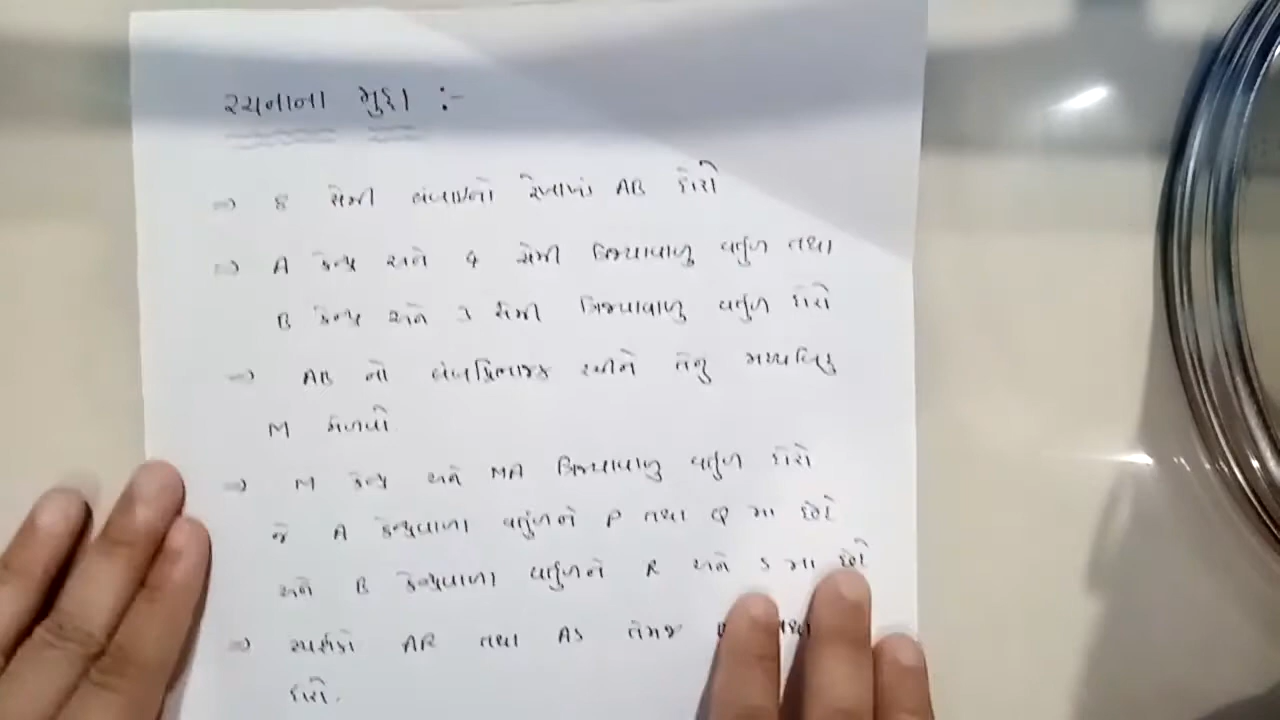 રચનાના મુદ્દા :-
⇒ 8 સેમી લંબાઈનો રેખાખંડ AB દોરો
⇒ A કેન્દ્ર અને 4 સેમી ત્રિજ્યાવાળુ વર્તુળ તથા
B કેન્દ્ર અને 3 સેમી ત્રિજ્યાવાળુ વર્તુળ દોરો
⇒ AB નો લંબદ્વિભાજક રચીને તેનુ મધ્યબિંદુ
M મેળવો
⇒ M કેન્દ્ર અને MA ત્રિજ્યાવાળુ વર્તુળ દોરો
જે A કેન્દ્રવાળા વર્તુળને P તથા Q મા છેદે
અને B કેન્દ્રવાળા વર્તુળને R અને S મા છેદે
⇒ સ્પર્શકો AR તથા AS તેમજ તથા
દોરો.